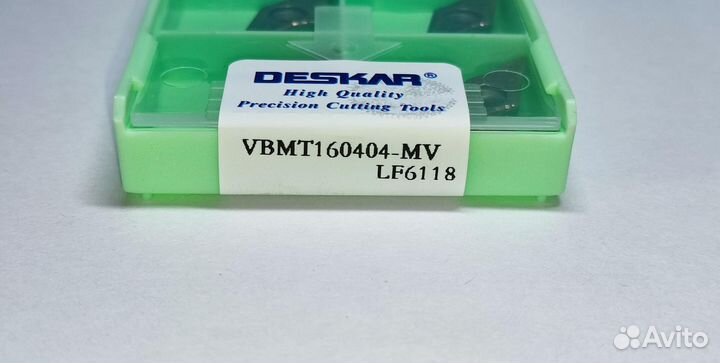 DESKAR®
High Quality
Precision Cutting Tools
VBMT160404-MV
LF6118
Avito